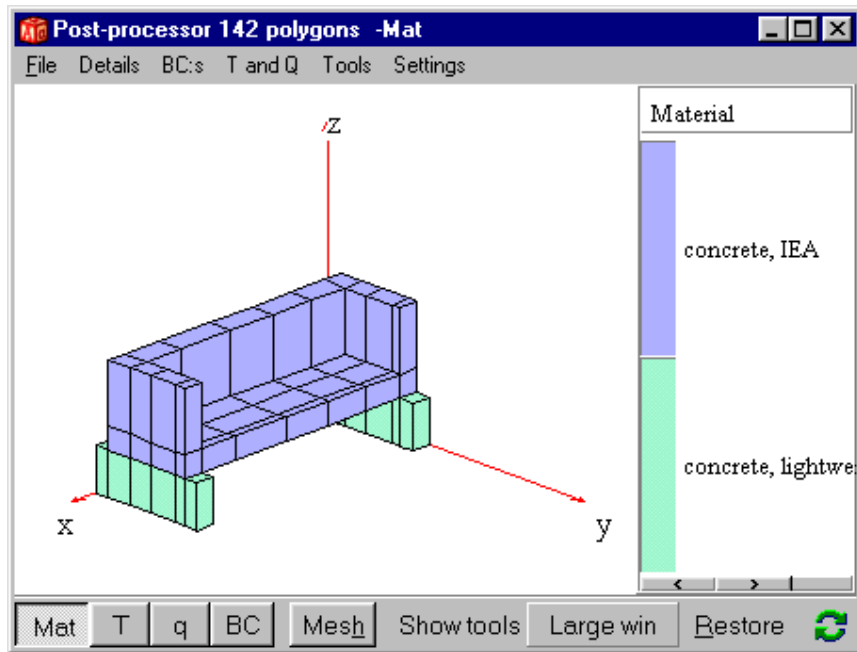 Post-processor 142 polygons -Mat
File Details BC:s T and Q Tools Settings
Material
z
concrete, IEA
concrete, lightwe
x
y
Mat T q BC Mesh Show tools Large win Restore